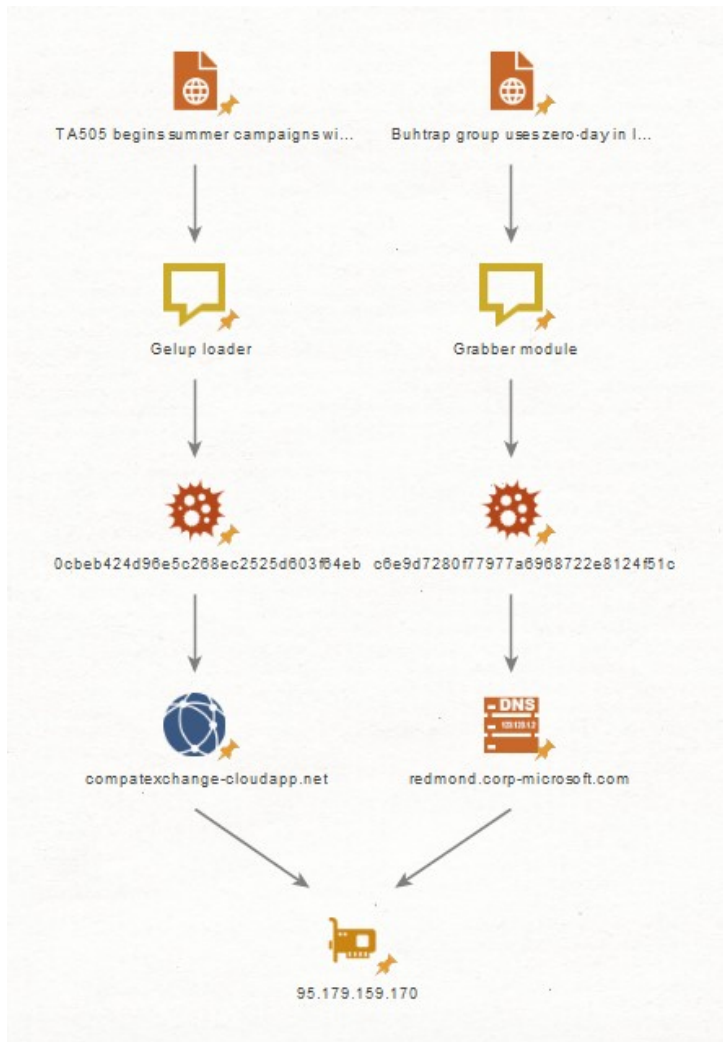 TA505 begins summer campaigns wi...
Buhtrap group uses zero-day in I...
Gelup loader
Grabber module
0cbeb424d96e5c268ec2525d603f64eb
c6e9d7280f77977a6968722e8124f51c
DNS
compatexchange-cloudapp.net
redmond.corp-microsoft.com
95.179.159.170